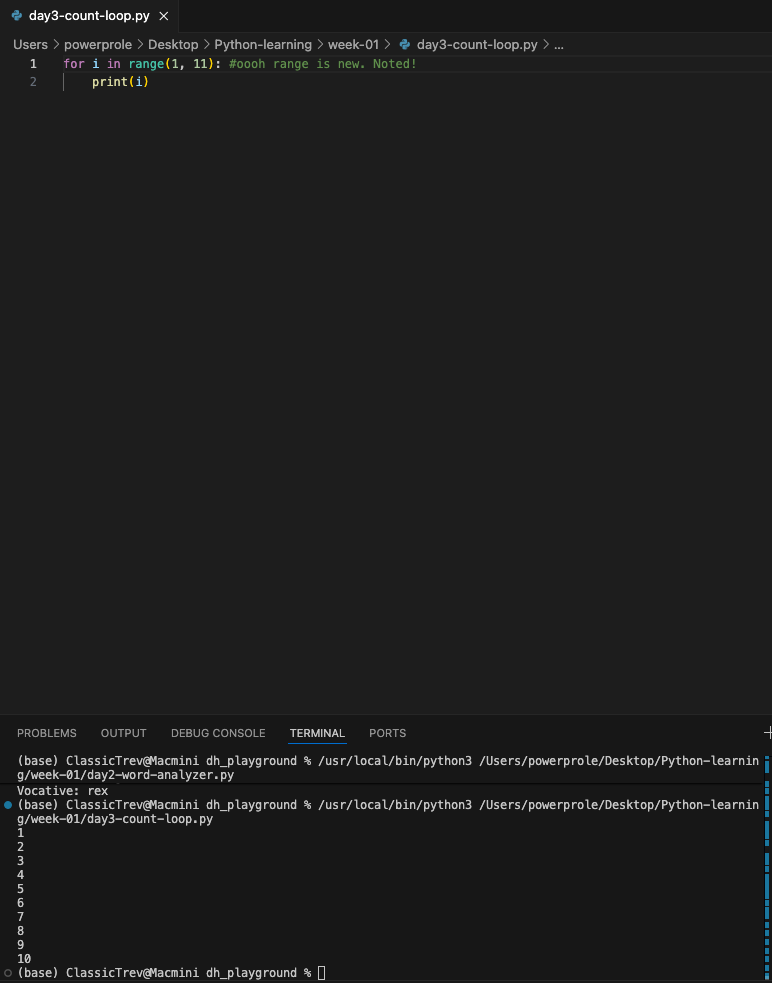 day3-count-loop.py ×
Users > powerprole > Desktop > Python-learning > week-01 > day3-count-loop.py > ...
1 for i in range(1, 11): #oooh range is new. Noted!
2     print(i)
PROBLEMS OUTPUT DEBUG CONSOLE TERMINAL PORTS
(base) ClassicTrev@Macmini dh_playground % /usr/local/bin/python3 /Users/powerprole/Desktop/Python-learnin
g/week-01/day2-word-analyzer.py
Vocative: rex
(base) ClassicTrev@Macmini dh_playground % /usr/local/bin/python3 /Users/powerprole/Desktop/Python-learnin
g/week-01/day3-count-loop.py
1
2
3
4
5
6
7
8
9
10
(base) ClassicTrev@Macmini dh_playground %